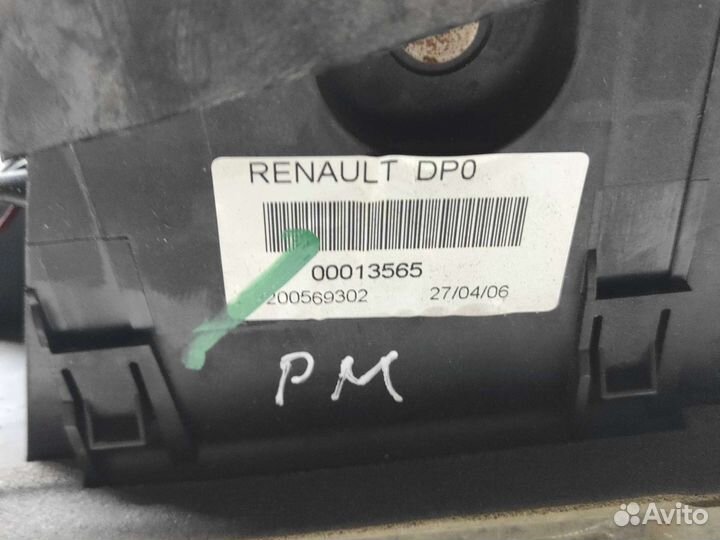 RENAULT DP0
00013565
200569302 27/04/06
PM
Avito